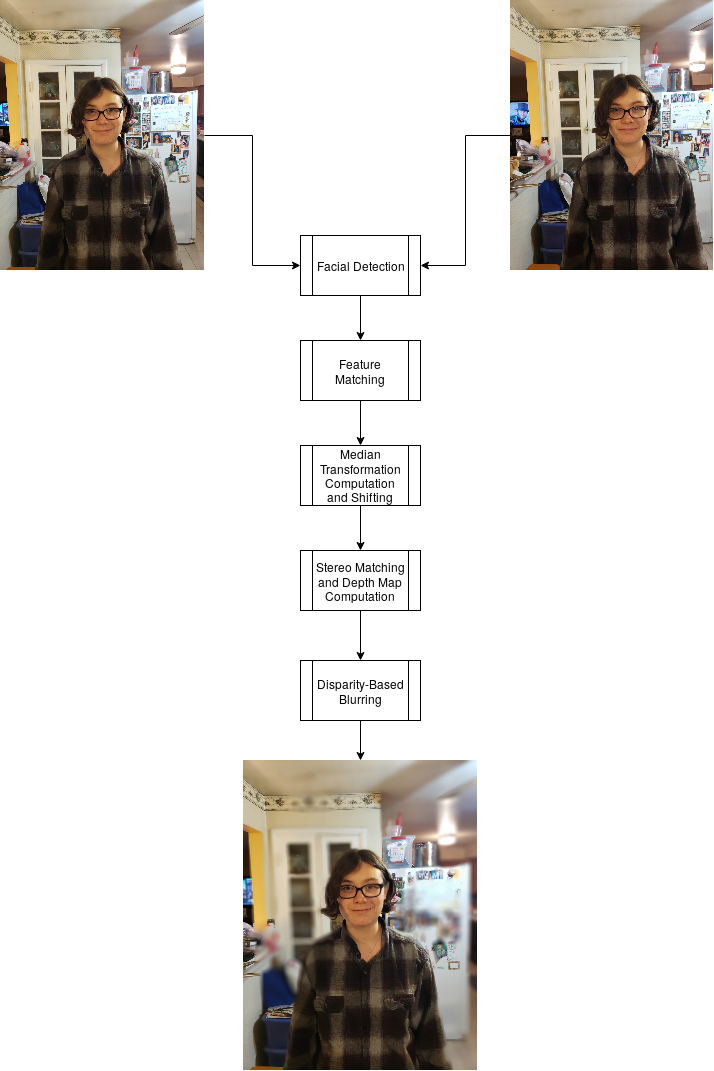 Facial Detection
Feature
Matching
Median
Transformation
Computation
and Shifting
Stereo Matching
and Depth Map
Computation
Disparity-Based
Blurring